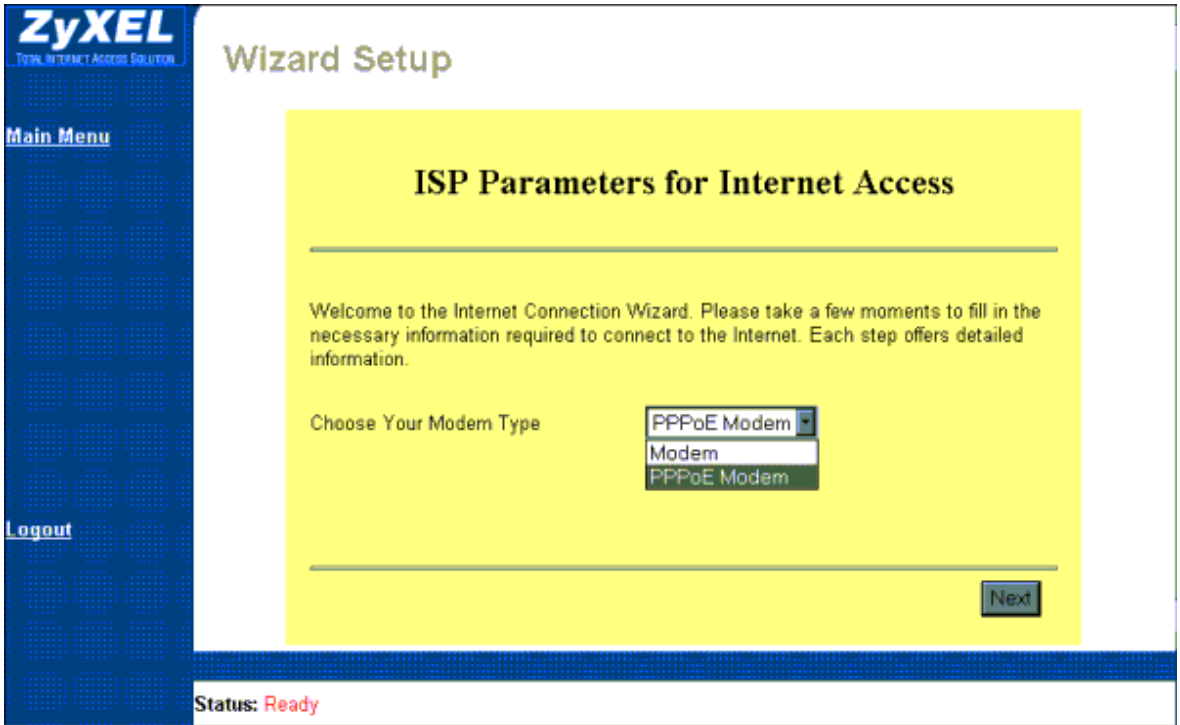 ZyXEL
TOTAL INTERNET ACCESS SOLUTION
Wizard Setup
Main Menu
ISP Parameters for Internet Access
Welcome to the Internet Connection Wizard. Please take a few moments to fill in the
necessary information required to connect to the Internet. Each step offers detailed
information.
Choose Your Modem Type
PPPoE Modem
Modem
PPPoE Modem
Logout
Next
Status: Ready